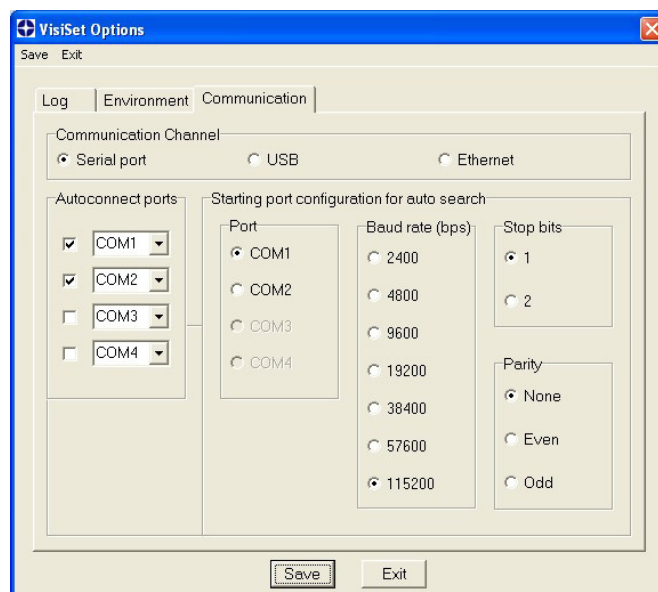 VisiSet Options
Save Exit
Log Environment Communication
Communication Channel
Serial port USB Ethernet
Autoconnect ports
COM1
COM2
COM3
COM4
Starting port configuration for auto search
Port
COM1
COM2
COM3
COM4
Baud rate (bps)
2400
4800
9600
19200
38400
57600
115200
Stop bits
1
2
Parity
None
Even
Odd
Save Exit